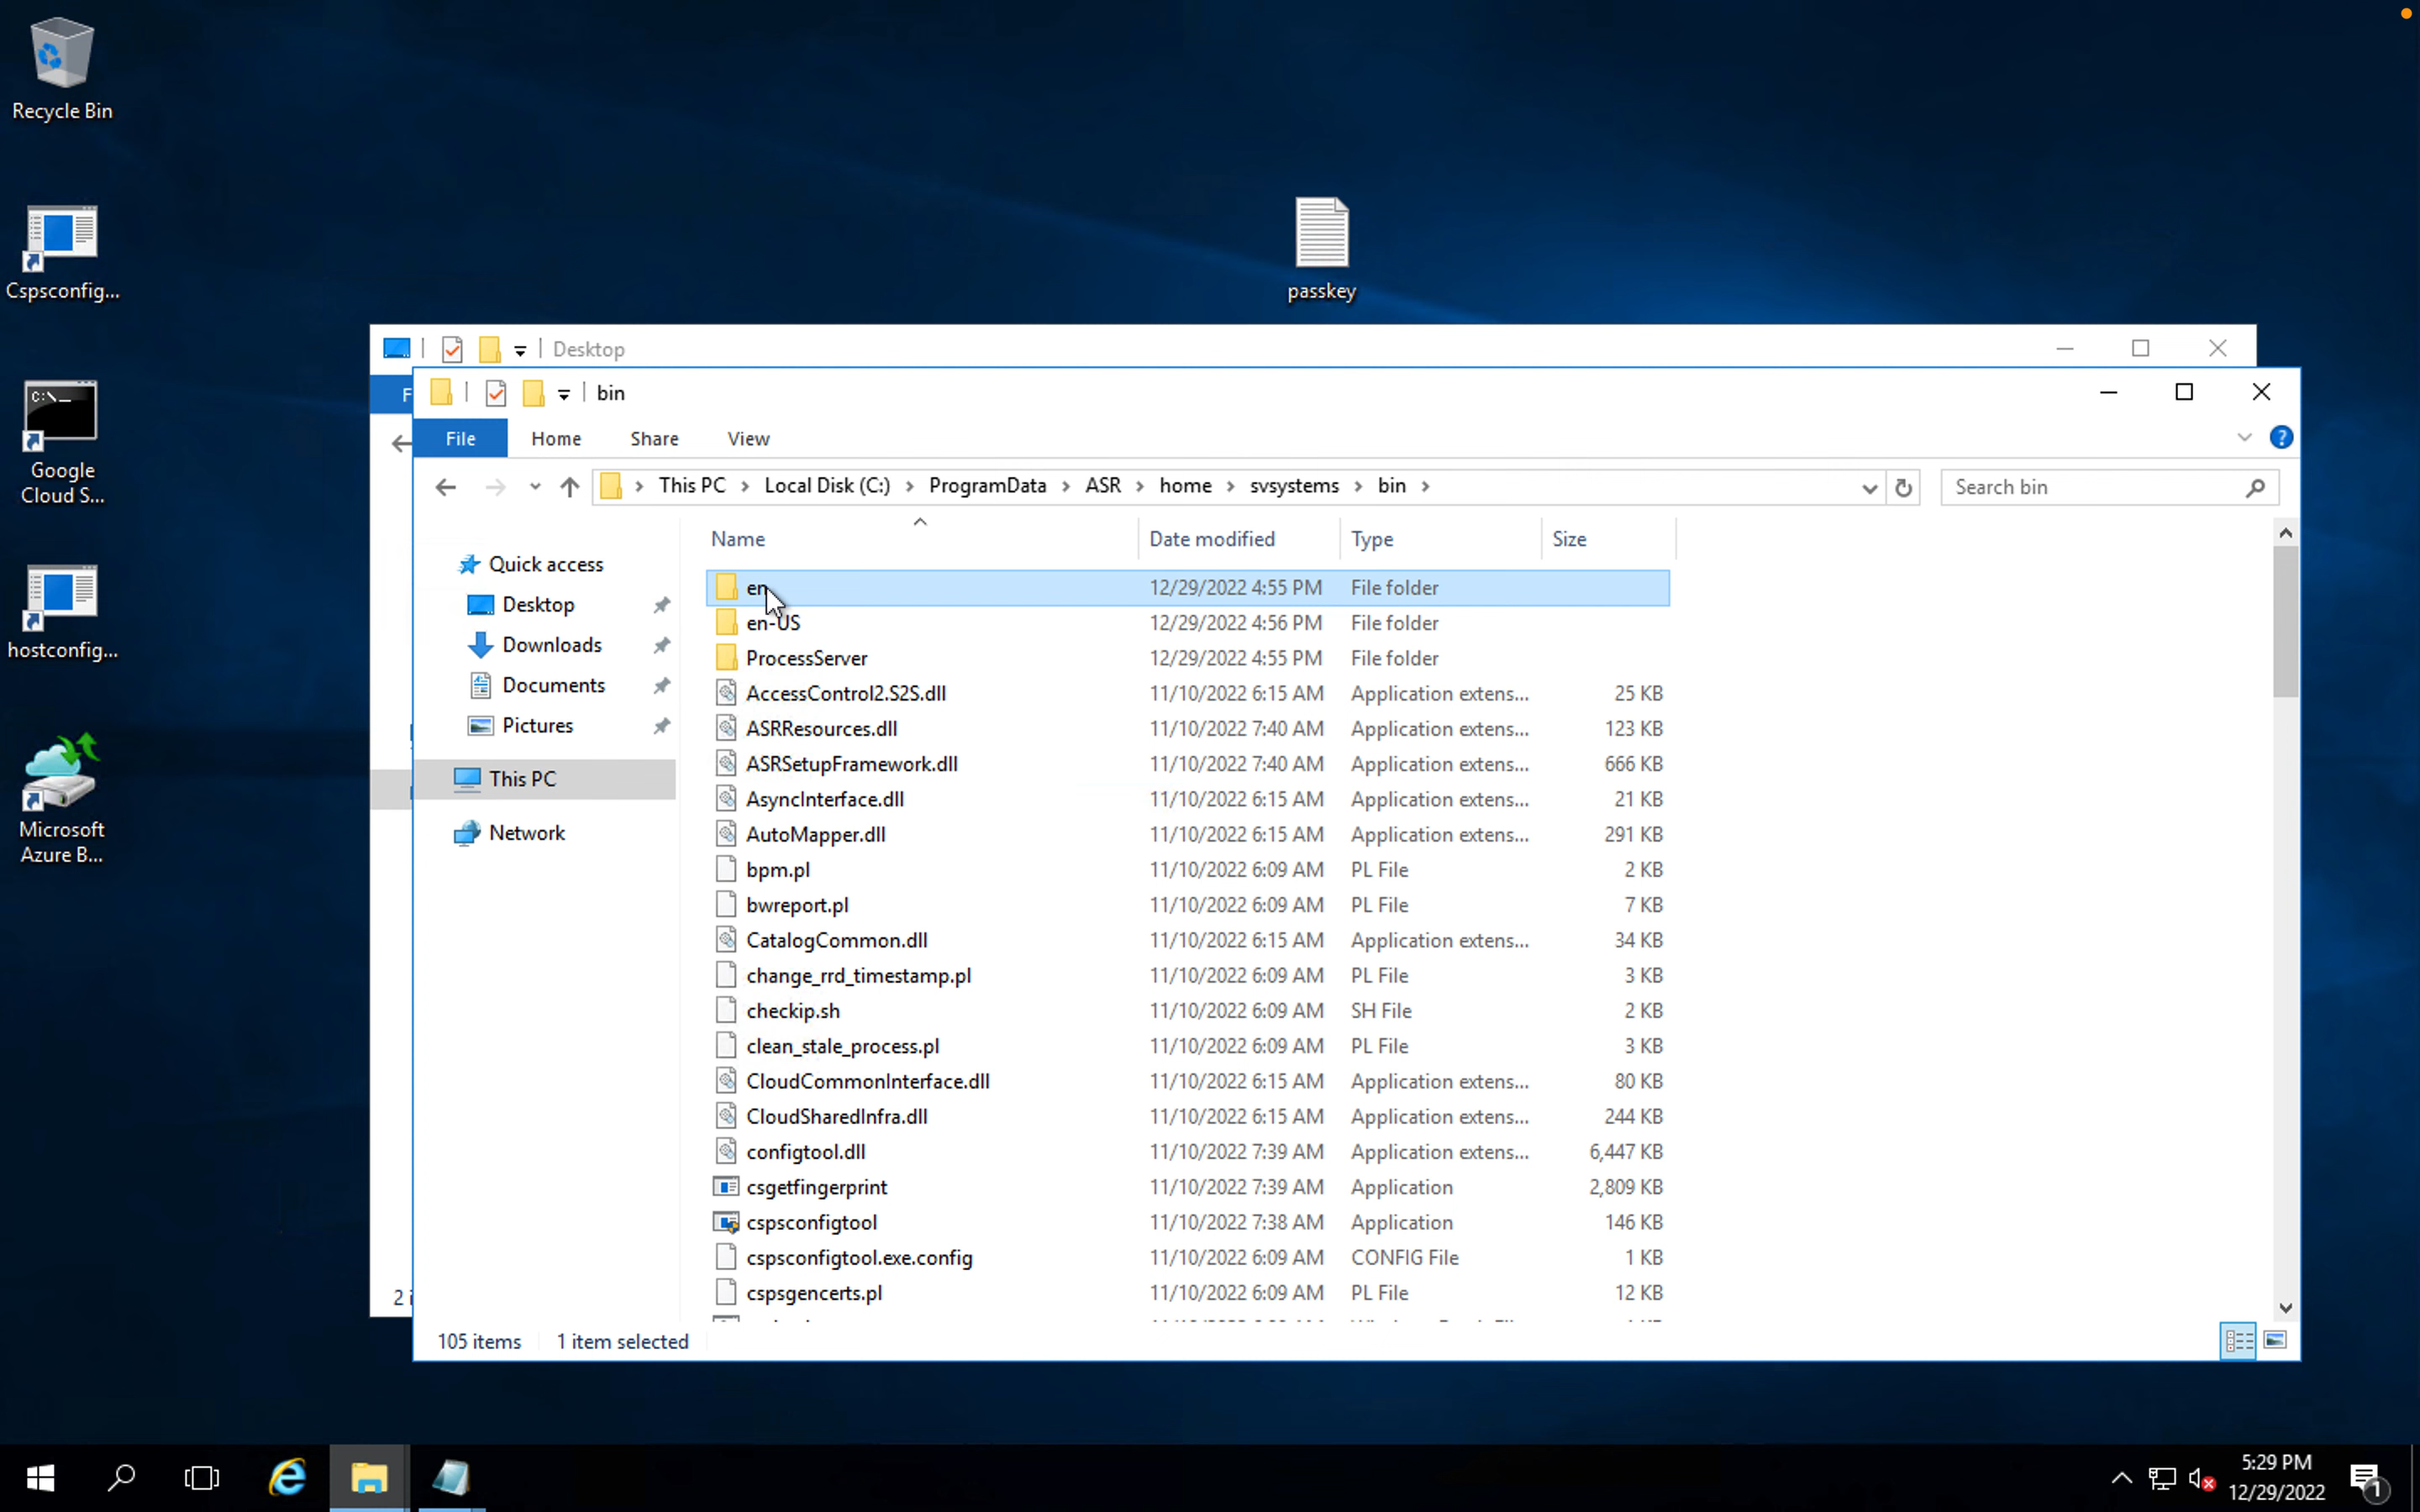 Recycle Bin
Cspsconfig...
Google
Cloud S...
hostconfig...
Microsoft
Azure B...
passkey
Desktop
bin
File
Home
Share
View
This PC
Local Disk (C:)
ProgramData
ASR
home
svsystems
bin
Search bin
Name
Date modified
Type
Size
Quick access
Desktop
Downloads
Documents
Pictures
This PC
Network
en 12/29/2022 4:55 PM File folder
en-US 12/29/2022 4:56 PM File folder
ProcessServer 12/29/2022 4:55 PM File folder
AccessControl2.S2S.dll 11/10/2022 6:15 AM Application extens... 25 KB
ASRResources.dll 11/10/2022 7:40 AM Application extens... 123 KB
ASRSetupFramework.dll 11/10/2022 7:40 AM Application extens... 666 KB
AsyncInterface.dll 11/10/2022 6:15 AM Application extens... 21 KB
AutoMapper.dll 11/10/2022 6:15 AM Application extens... 291 KB
bpm.pl 11/10/2022 6:09 AM PL File 2 KB
bwreport.pl 11/10/2022 6:09 AM PL File 7 KB
CatalogCommon.dll 11/10/2022 6:15 AM Application extens... 34 KB
change_rrd_timestamp.pl 11/10/2022 6:09 AM PL File 3 KB
checkip.sh 11/10/2022 6:09 AM SH File 2 KB
clean_stale_process.pl 11/10/2022 6:09 AM PL File 3 KB
CloudCommonInterface.dll 11/10/2022 6:15 AM Application extens... 80 KB
CloudSharedInfra.dll 11/10/2022 6:15 AM Application extens... 244 KB
configtool.dll 11/10/2022 7:39 AM Application extens... 6,447 KB
csgetfingerprint 11/10/2022 7:39 AM Application 2,809 KB
cspsconfigtool 11/10/2022 7:38 AM Application 146 KB
cspsconfigtool.exe.config 11/10/2022 6:09 AM CONFIG File 1 KB
cspsgencerts.pl 11/10/2022 6:09 AM PL File 12 KB
105 items 1 item selected
5:29 PM
12/29/2022
1